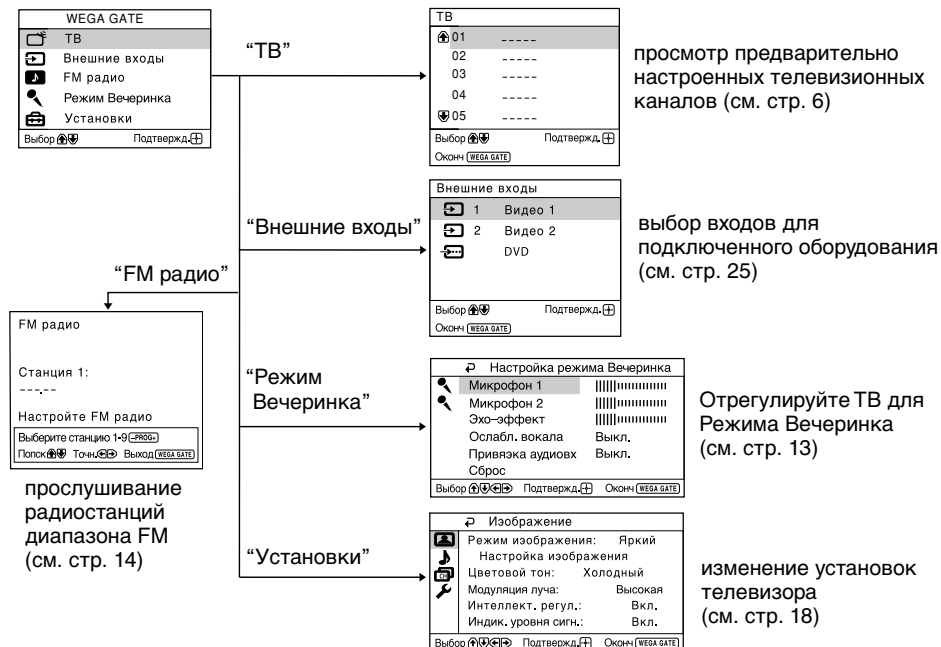 WEGA GATE
ТВ
Внешние входы
FM радио
Режим Вечеринка
Установки
Выбор
Подтвержд.
“ТВ”
ТВ
01 -----
02 -----
03 -----
04 -----
05 -----
Выбор
Подтвержд.
Оконч WEGA GATE
просмотр предварительно
настроенных телевизионных
каналов (см. стр. 6)
“Внешние входы”
Внешние входы
1 Видео 1
2 Видео 2
DVD
Выбор
Подтвержд.
Оконч WEGA GATE
выбор входов для
подключенного оборудования
(см. стр. 25)
“FM радио”
FM радио
Станция 1:
---.--
Настройте FM радио
Выберите станцию 1-9 -PROG+
Попск Точн. Выход WEGA GATE
прослушивание
радиостанций
диапазона FM
(см. стр. 14)
“Режим
Вечеринка”
Настройка режима Вечеринка
Микрофон 1
Микрофон 2
Эхо-эффект
Ослабл. вокала Выкл.
Привяэка аудиовх Выкл.
Сброс
Выбор Подтвержд. Оконч WEGA GATE
Отрегулируйте ТВ для
Режима Вечеринка
(см. стр. 13)
“Установки”
Изображение
Режим изображения: Яркий
Настройка изображения
Цветовой тон: Холодный
Модуляция луча: Высокая
Интеллект. регул.: Вкл.
Индик. уровня сигн.: Вкл.
Выбор Подтвержд. Оконч WEGA GATE
изменение установок
телевизора
(см. стр. 18)